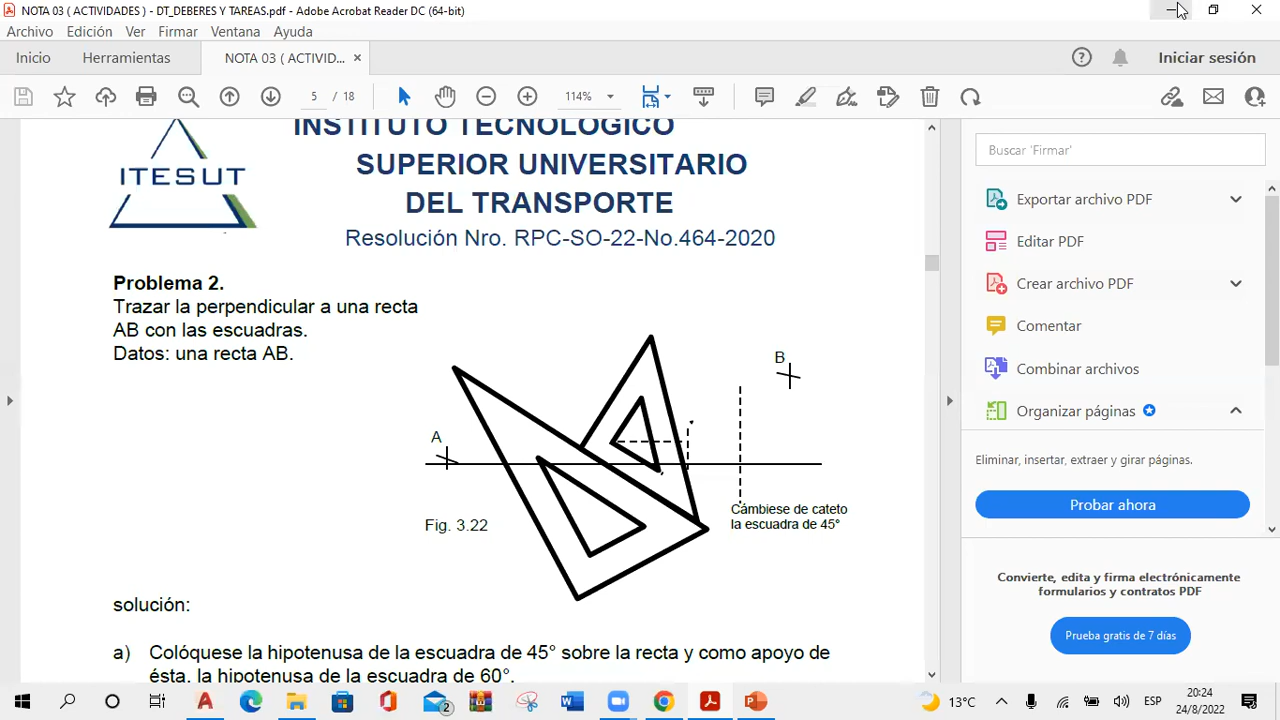 NOTA 03 ( ACTIVIDADES ) - DT_DEBERES Y TAREAS.pdf - Adobe Acrobat Reader DC (64-bit)
Archivo Edición Ver Firmar Ventana Ayuda
Inicio Herramientas NOTA 03 ( ACTIVID... × Iniciar sesión
5 / 18 114%
INSTITUTO TECNOLOGICO
SUPERIOR UNIVERSITARIO
DEL TRANSPORTE
Resolución Nro. RPC-SO-22-No.464-2020
ITESUT
Problema 2.
Trazar la perpendicular a una recta
AB con las escuadras.
Datos: una recta AB.
B
A
Cámbiese de cateto
la escuadra de 45°
Fig. 3.22
solución:
a) Colóquese la hipotenusa de la escuadra de 45° sobre la recta y como apoyo de
ésta, la hipotenusa de la escuadra de 60°.
Buscar 'Firmar'
Exportar archivo PDF
Editar PDF
Crear archivo PDF
Comentar
Combinar archivos
Organizar páginas
Eliminar, insertar, extraer y girar páginas.
Probar ahora
Convierte, edita y firma electrónicamente
formularios y contratos PDF
Prueba gratis de 7 días
2 13°C ESP 20:24
24/8/2022